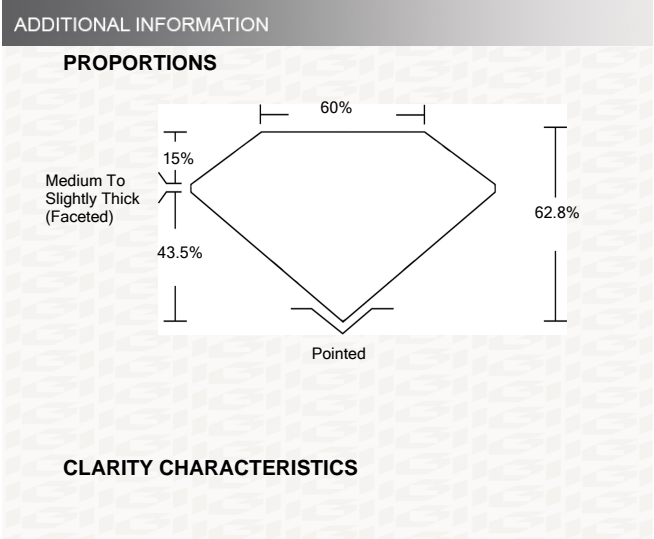 ADDITIONAL INFORMATION
PROPORTIONS
60%
15%
Medium To
Slightly Thick
(Faceted)
62.8%
43.5%
Pointed
CLARITY CHARACTERISTICS